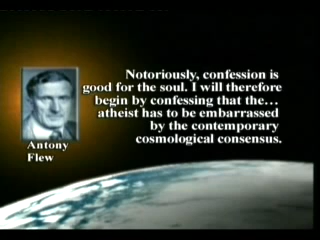 Notoriously, confession is
good for the soul. I will therefore
begin by confessing that the…
atheist has to be embarrassed
by the contemporary
cosmological consensus.
Antony
Flew